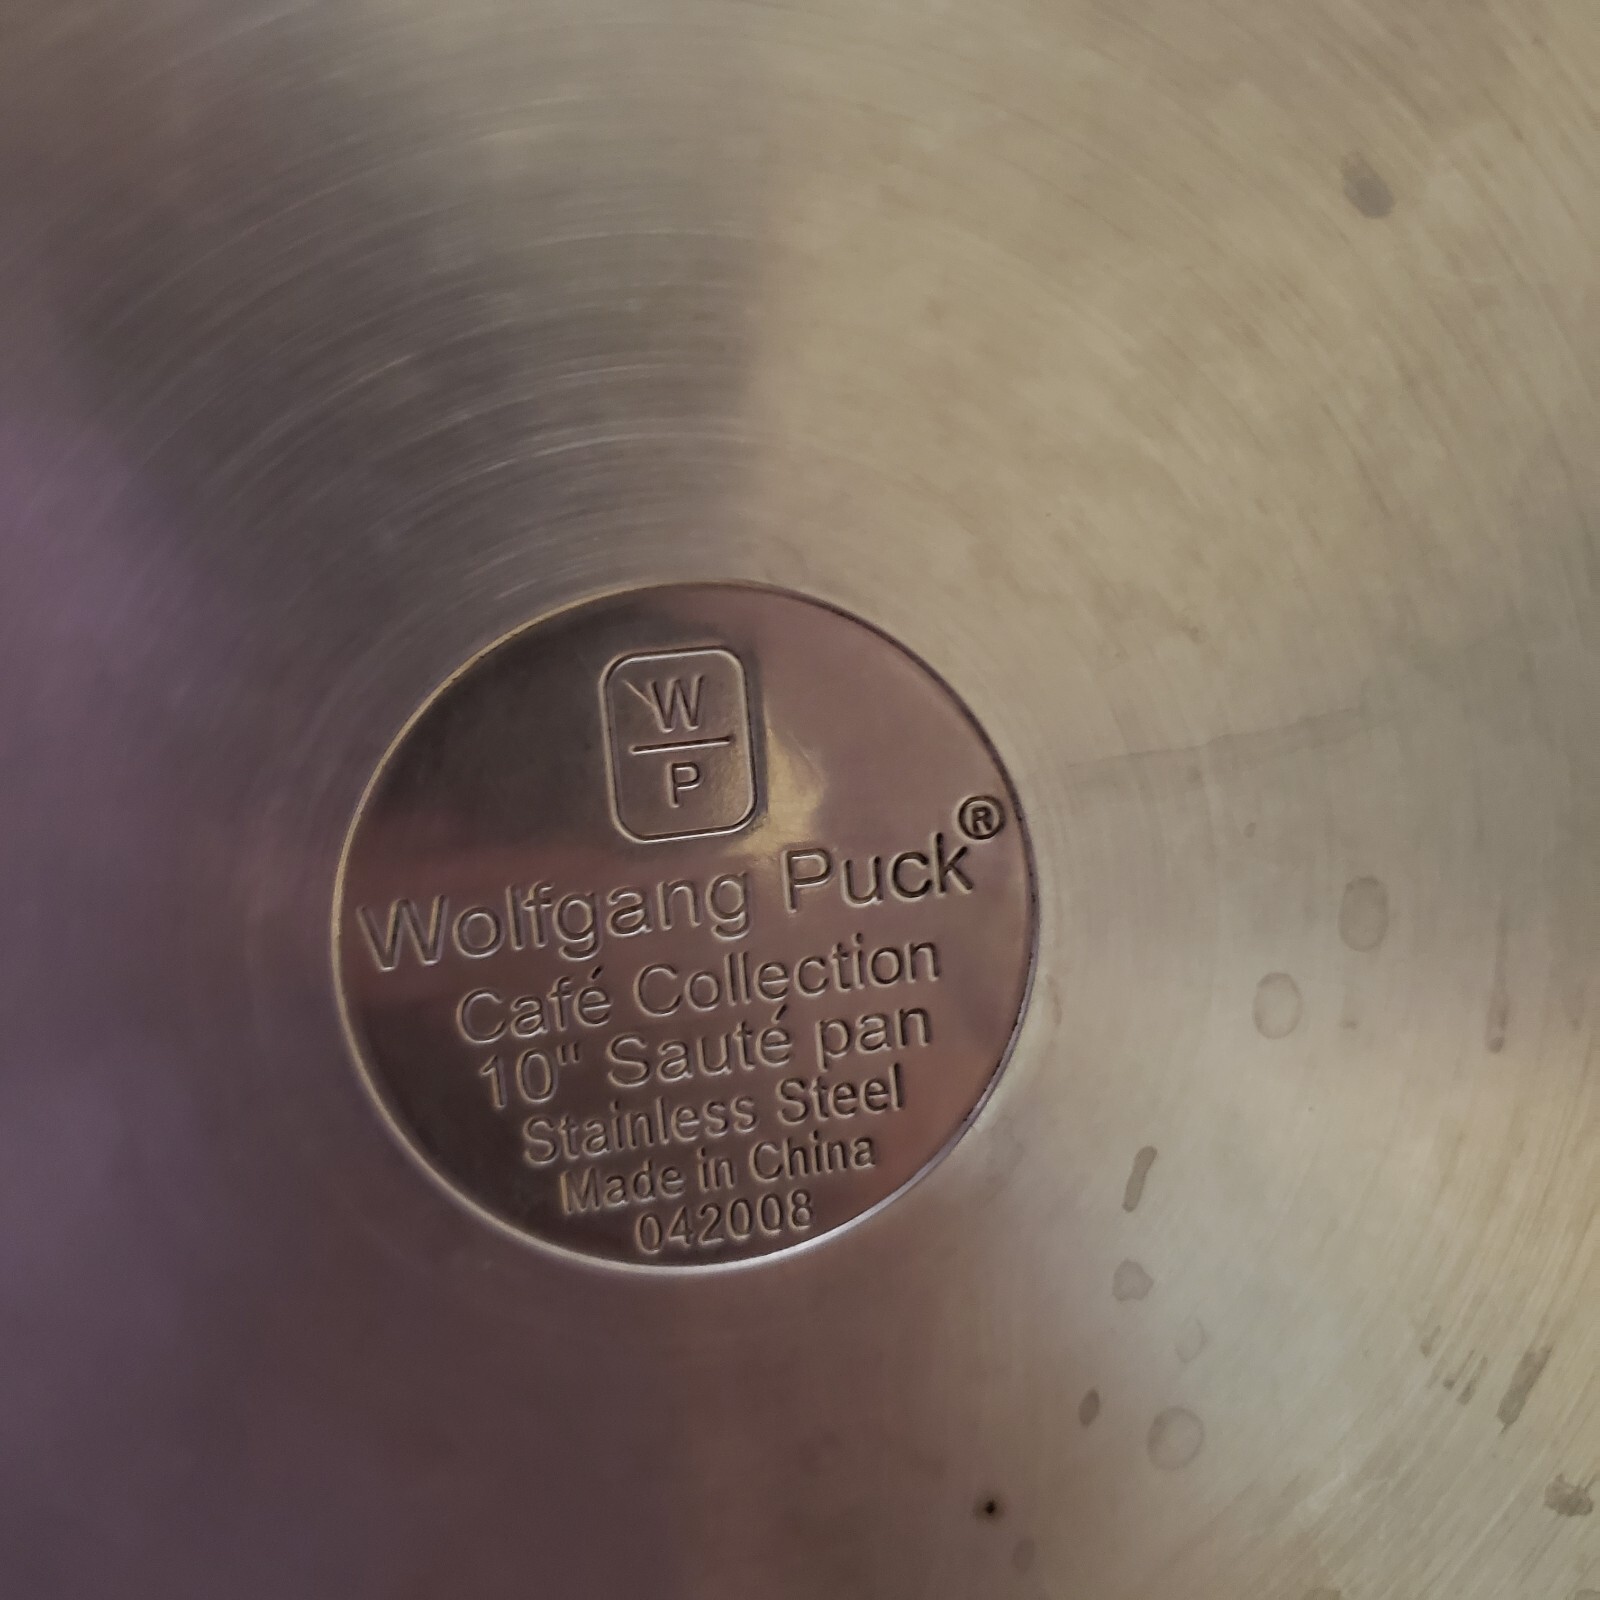 W
P
Wolfgang Puck®
Café Collection
10" Sauté pan
Stainless Steel
Made in China
042008